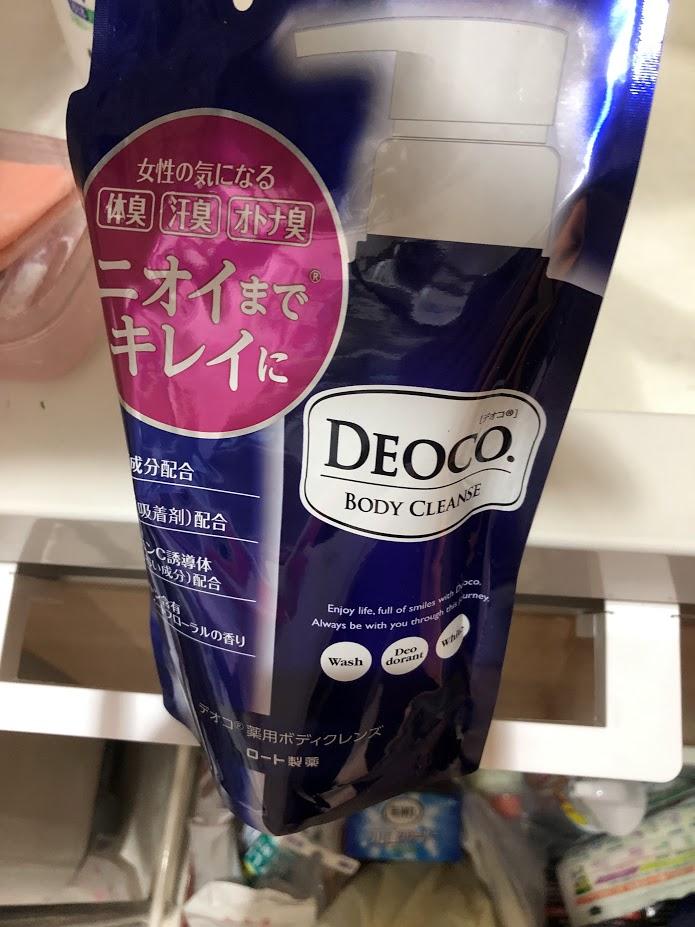 女性の気になる
体臭 汗臭 オトナ臭
ニオイまで®
キレイに
成分配合
吸着剤)配合
ンC誘導体
い成分)配合
フローラルの香り
[デオコ®]
DEOCO.
BODY CLEANSE
Enjoy life, full of smiles with Deoco.
Always be with you through this journey.
Wash
Deo
dorant
White
デオコ®薬用ボディクレンズ
ロート製薬